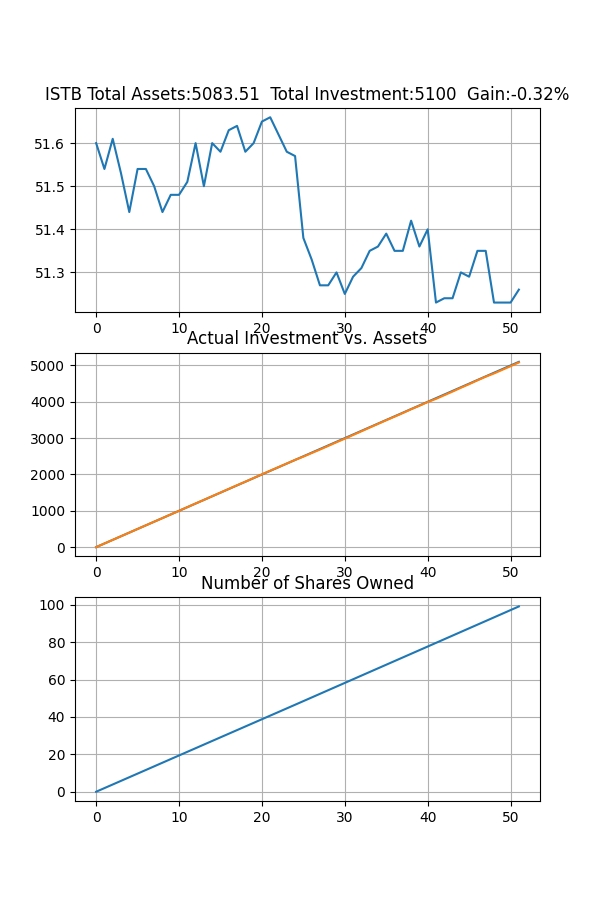 ISTB Total Assets:5083.51  Total Investment:5100  Gain:-0.32%
51.6
51.5
51.4
51.3
0 10 20 30 40 50
Actual Investment vs. Assets
5000
4000
3000
2000
1000
0
0 10 20 30 40 50
Number of Shares Owned
100
80
60
40
20
0
0 10 20 30 40 50